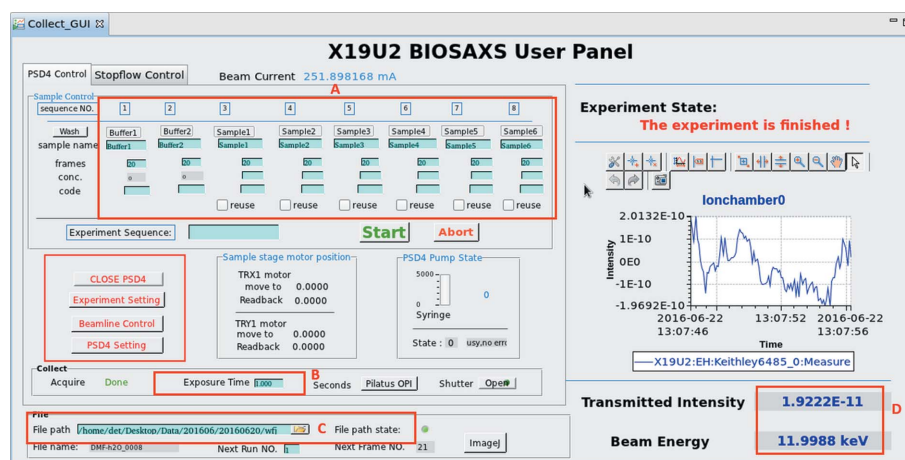 Collect_GUI
X19U2 BIOSAXS User Panel
PSD4 Control Stopflow Control Beam Current 251.898168 mA
A
Sample Control
sequence NO. 1 2 3 4 5 6 7 8
Wash Buffer1 Buffer2 Sample1 Sample2 Sample3 Sample4 Sample5 Sample6
sample name Buffer1 Buffer2 Sample1 Sample2 Sample3 Sample4 Sample5 Sample6
frames 20 20 20 20 20 20 20 20
conc. 0 0
code
reuse reuse reuse reuse reuse reuse
Experiment Sequence: Start Abort
CLOSE PSD4
Experiment Setting
Beamline Control
PSD4 Setting
Sample stage motor position
TRX1 motor
move to 0.0000
Readback 0.0000
TRY1 motor
move to 0.0000
Readback 0.0000
PSD4 Pump State
5000
0
0
Syringe
State : 0 usy,no err
Collect
Acquire Done Exposure Time 1.000 B Seconds Pilatus OPI Shutter Open
File
File path /home/det/Desktop/Data/201606/20160620/wfi C File path state:
File name: DMF-h2O_0008 Next Run NO. 1 Next Frame NO. 21 ImageJ
Experiment State:
The experiment is finished !
Ionchamber0
Intensity
2.0132E-10
1E-10
0E0
-1E-10
-1.9692E-10
2016-06-22 13:07:52 2016-06-22
13:07:46 13:07:56
Time
X19U2:EH:Keithley6485_0:Measure
Transmitted Intensity 1.9222E-11
D
Beam Energy 11.9988 keV